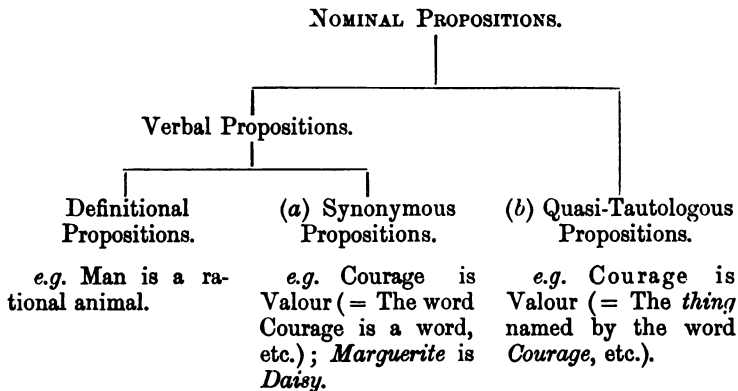 NOMINAL PROPOSITIONS.
Verbal Propositions.
Definitional
Propositions.
e.g. Man is a ra-
tional animal.
(a) Synonymous
Propositions.
e.g. Courage is
Valour (= The word
Courage is a word,
etc.); Marguerite is
Daisy.
(b) Quasi-Tautologous
Propositions.
e.g. Courage is
Valour (= The thing
named by the word
Courage, etc.).